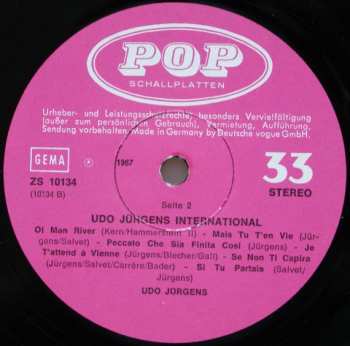 POP
SCHALLPLATTEN
Urheber- und Leistungsschutzrechte, besonders Vervielfältigung
(außer zum persönlichen Gebrauch), Vermietung, Aufführung,
Sendung vorbehalten. Made in Germany by Deutsche vogue GmbH.
GEMA
P
1967
33
ZS 10134
(10134 B)
STEREO
Seite 2
UDO JÜRGENS INTERNATIONAL
Ol Man River (Kern/Hammerstein II) - Mais Tu T'en Vie (Jür-
gens/Salvet) - Peccato Che Sia Finita Cosi (Jürgens) - Je
T'attend à Vienne (Jürgens/Blecher/Gall) - Se Non Ti Capira
(Jürgens/Salvet/Carrère/Bader) - Si Tu Partais (Salvet/
Jürgens)
UDO JÜRGENS